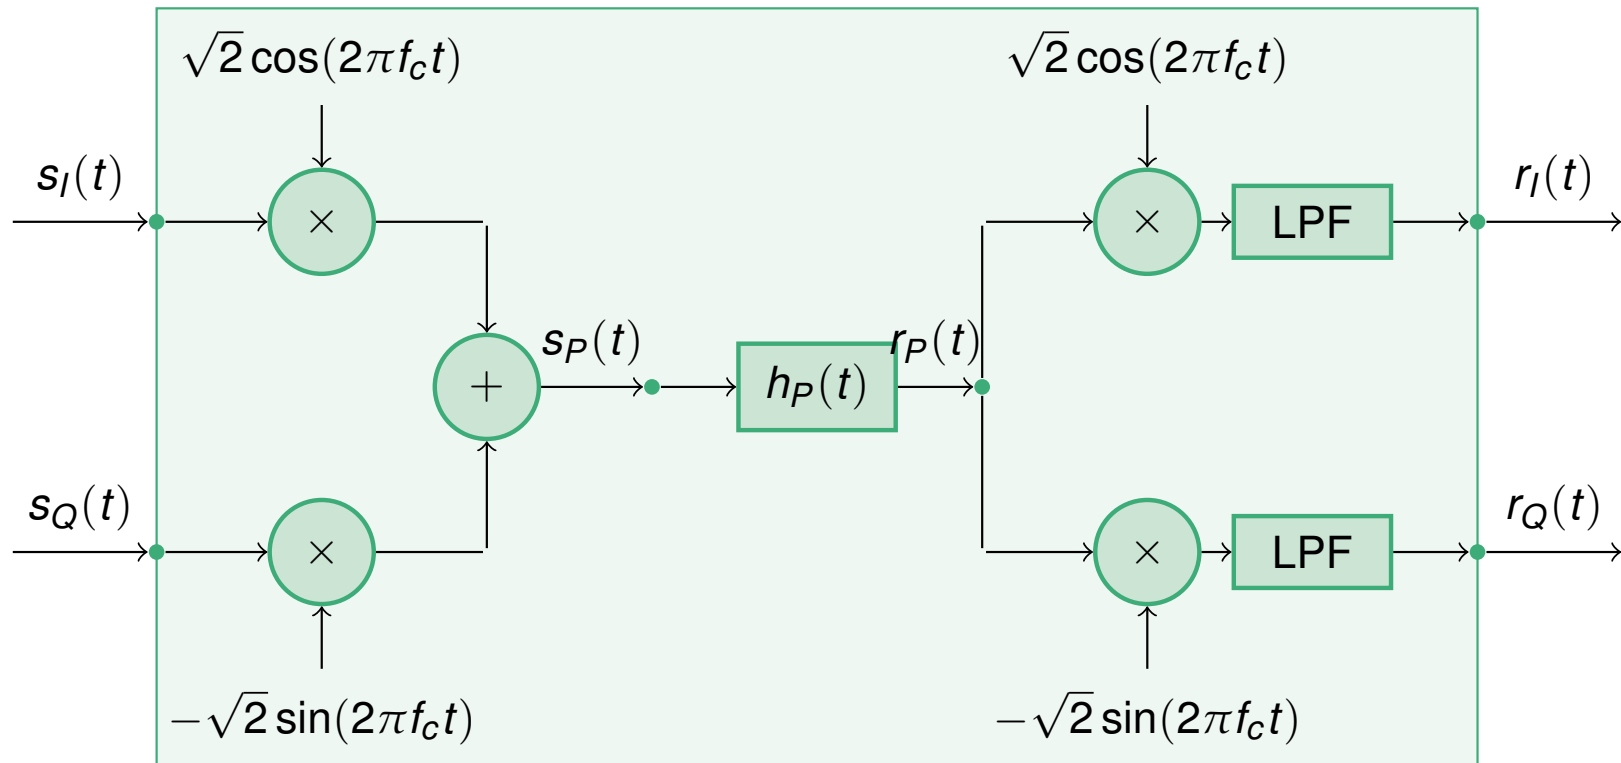 √2 cos(2πf_c t) √2 cos(2πf_c t)
s_I(t) × × LPF r_I(t)
s_P(t) r_P(t)
+ h_P(t)
s_Q(t) × × LPF r_Q(t)
−√2 sin(2πf_c t) −√2 sin(2πf_c t)